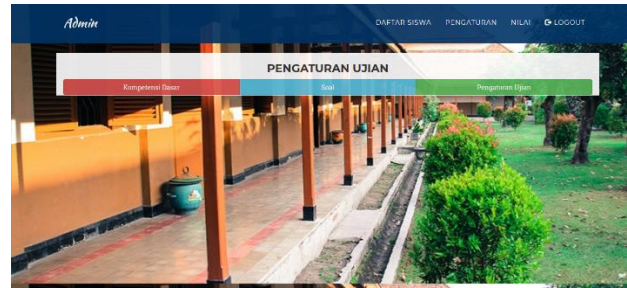 Admin DAFTAR SISWA PENGATURAN NILAI LOGOUT
PENGATURAN UJIAN
Kompetensi Dasar Soal Pengaturan Ujian